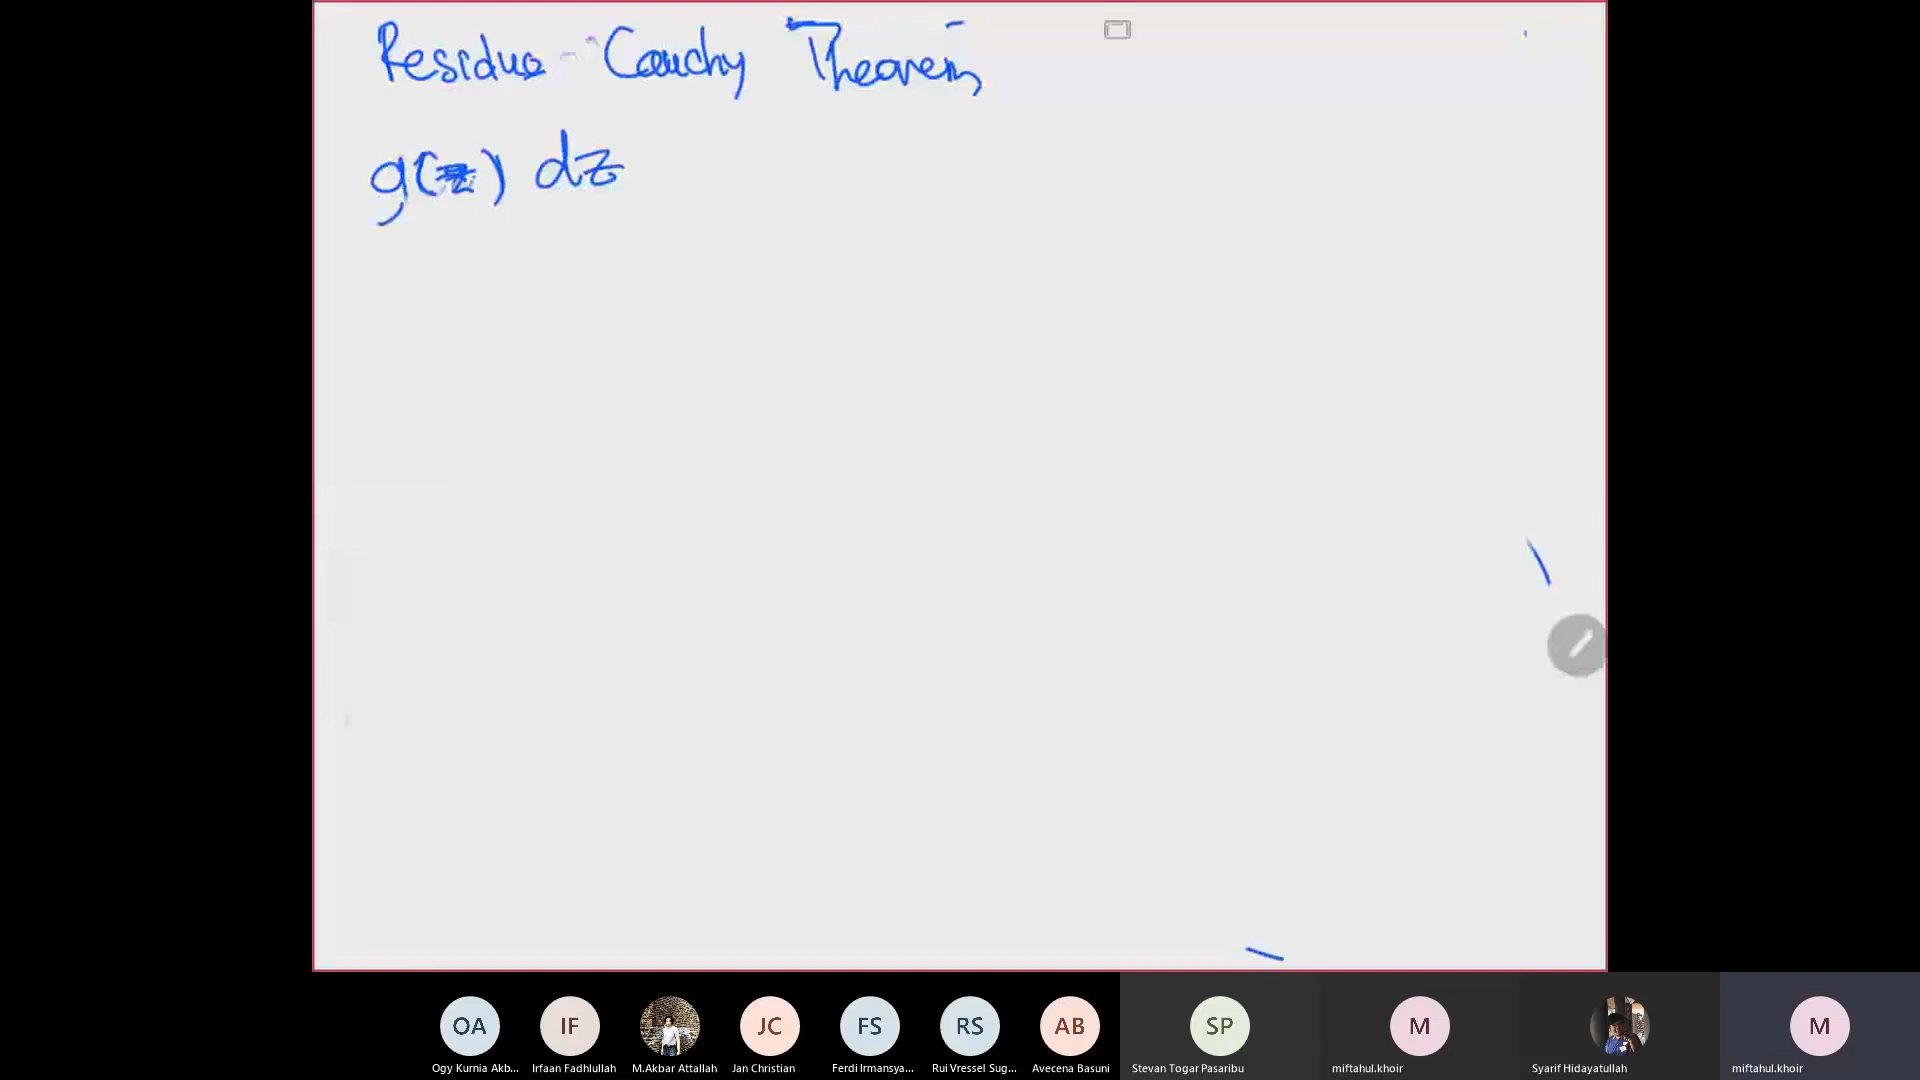 Residue - Cauchy Theorem
g(z) dz
OA
IF
JC
FS
RS
AB
SP
M
M
Ogy Kurnia Akb...
Irfaan Fadhlullah
M.Akbar Attallah
Jan Christian
Ferdi Irmansya...
Rui Vressel Sug...
Avecena Basuni
Stevan Togar Pasaribu
miftahul.khoir
Syarif Hidayatullah
miftahul.khoir